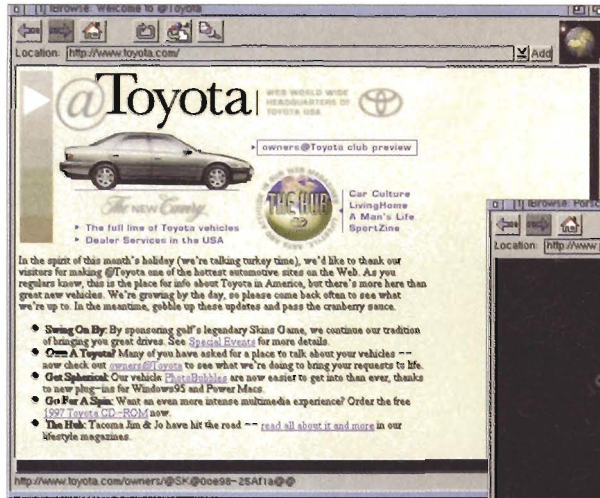 [1] IBrowse: Welcome to @Toyota
Location: http://www.toyota.com/
Add
@Toyota
WEB WORLD WIDE
HEADQUARTERS OF
TOYOTA USA
owners@Toyota club preview
The NEW Camry
The full line of Toyota vehicles
Dealer Services in the USA
THE HUB
Car Culture
LivingHome
A Man's Life
SportZine
In the spirit of this month's holiday (we're talking turkey time), we'd like to thank our
visitors for making @Toyota one of the hottest automotive sites on the Web. As you
regulars know, this is the place for info about Toyota in America, but there's more here than
great new vehicles. We're growing by the day, so please come back often to see what
we're up to. In the meantime, gobble up these updates and pass the cranberry sauce.
Swing On By: By sponsoring golf's legendary Skins Game, we continue our tradition
of bringing you great drives. See Special Events for more details.
Own A Toyota? Many of you have asked for a place to talk about your vehicles --
now check out owners@Toyota to see what we're doing to bring your requests to life.
Get Spherical: Our vehicle PhotoBubbles are now easier to get into than ever, thanks
to new plug-ins for Windows95 and Power Macs.
Go For A Spin: Want an even more intense multimedia experience? Order the free
1997 Toyota CD-ROM now.
The Hub: Tacoma Jim & Jo have hit the road -- read all about it and more in our
lifestyle magazines.
http://www.toyota.com/owners/@SK@0ce98-25Af1a@@
[1] IBrowse: Pors
Location: http://www.p